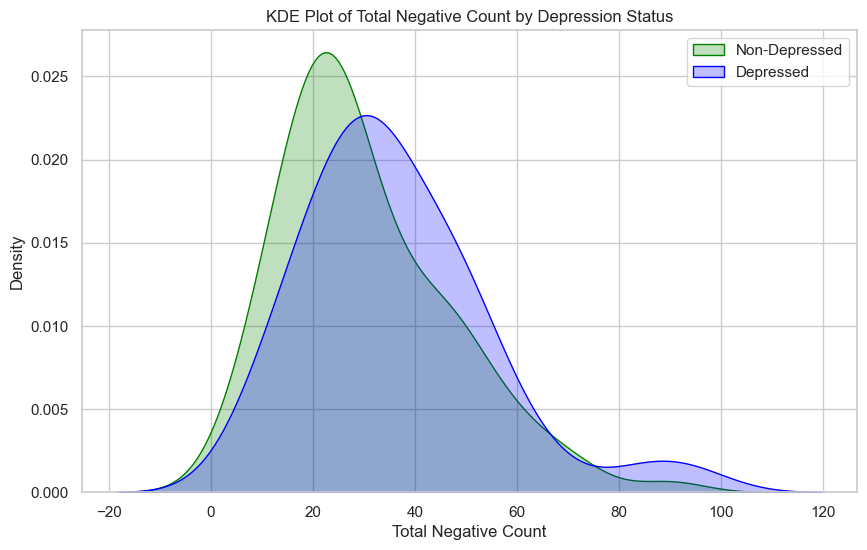 KDE Plot of Total Negative Count by Depression Status
Non-Depressed
Depressed
0.025
0.020
0.015
0.010
0.005
0.000
Density
−20 0 20 40 60 80 100 120
Total Negative Count